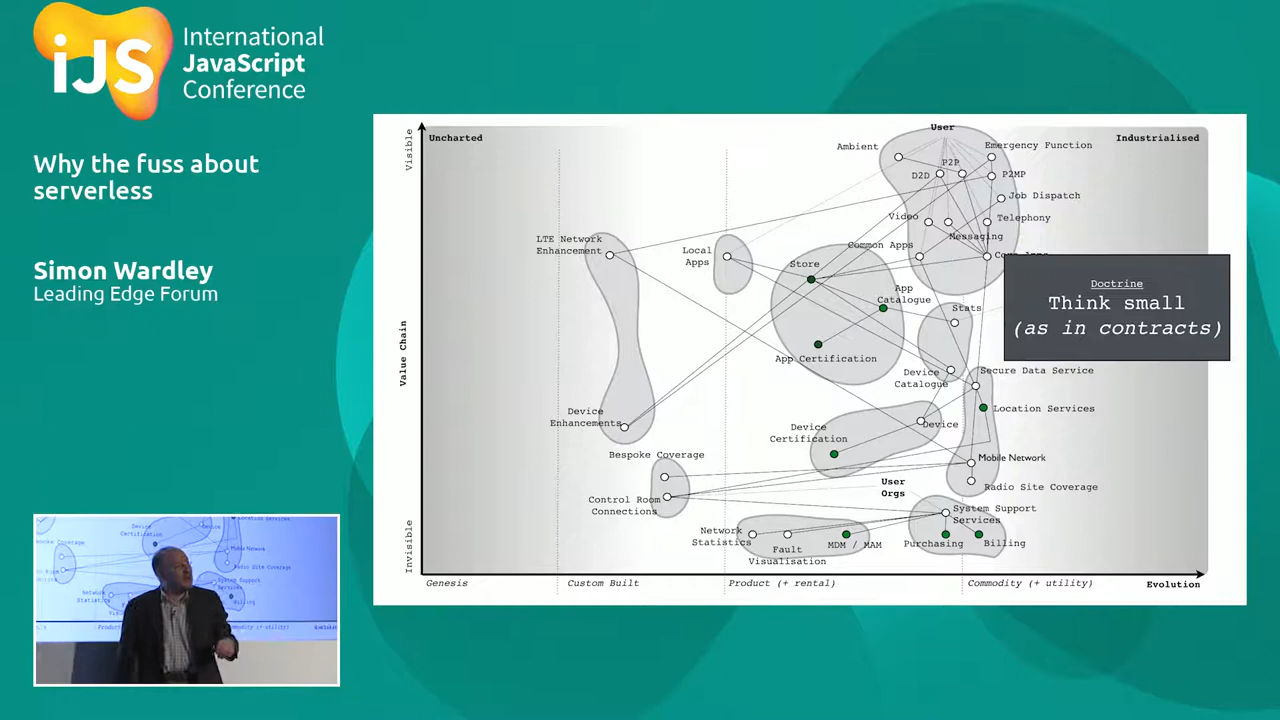 iJS
International
JavaScript
Conference
Why the fuss about
serverless
Simon Wardley
Leading Edge Forum
Uncharted
User
Industrialised
Visible
Value Chain
Invisible
Ambient
Emergency Function
P2P
D2D
P2MP
Job Dispatch
Video
Telephony
Messaging
Common Apps
LTE Network
Enhancement
Local
Apps
Store
App
Catalogue
Stats
App Certification
Device
Catalogue
Secure Data Service
Location Services
Doctrine
Think small
(as in contracts)
Device
Enhancements
Device
Certification
Device
Bespoke Coverage
Mobile Network
Radio Site Coverage
Control Room
Connections
User
Orgs
System Support
Services
Network
Statistics
Fault
Visualisation
MDM / MAM
Purchasing
Billing
Genesis
Custom Built
Product (+ rental)
Commodity (+ utility)
Evolution